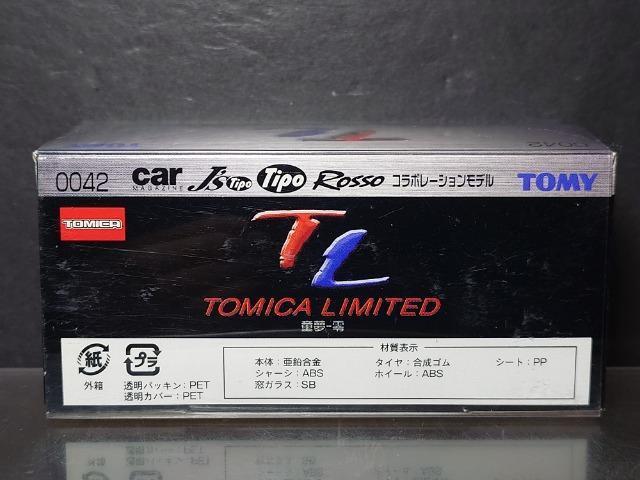 0042 car MAGAZINE J's Tipo Tipo Rosso コラボレーションモデル TOMY
TOMICA
TL
TOMICA LIMITED
童夢-零
紙
外箱
プラ
透明パッキン：PET
透明カバー：PET
材質表示
本体：亜鉛合金 タイヤ：合成ゴム シート：PP
シャーシ：ABS ホイール：ABS
窓ガラス：SB